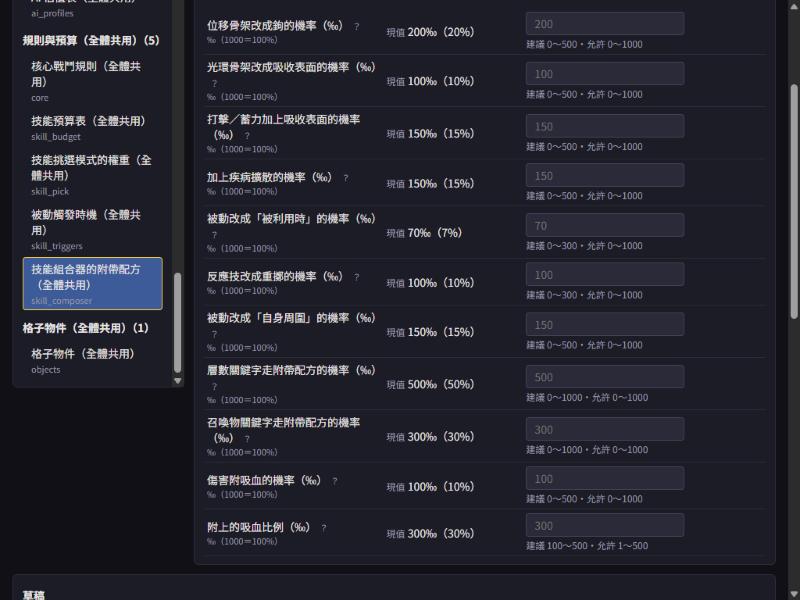 ai_profiles
規則與預算（全體共用）（5）
核心戰鬥規則（全體共
用）
core
技能預算表（全體共用）
skill_budget
技能挑選模式的權重（全
體共用）
skill_pick
被動觸發時機（全體共
用）
skill_triggers
技能組合器的附帶配方
（全體共用）
skill_composer
格子物件（全體共用）（1）
格子物件（全體共用）
objects
位移骨架改成鉤的機率（‰） ?
‰（1000＝100%）
現值 200‰（20%）
200
建議 0～500・允許 0～1000
光環骨架改成吸收表面的機率（‰）
?
‰（1000＝100%）
現值 100‰（10%）
100
建議 0～500・允許 0～1000
打擊／蓄力加上吸收表面的機率
（‰） ?
‰（1000＝100%）
現值 150‰（15%）
150
建議 0～500・允許 0～1000
加上疾病擴散的機率（‰） ?
‰（1000＝100%）
現值 150‰（15%）
150
建議 0～500・允許 0～1000
被動改成「被利用時」的機率（‰）
?
‰（1000＝100%）
現值 70‰（7%）
70
建議 0～300・允許 0～1000
反應技改成重擲的機率（‰） ?
‰（1000＝100%）
現值 100‰（10%）
100
建議 0～300・允許 0～1000
被動改成「自身周圍」的機率（‰）
?
‰（1000＝100%）
現值 150‰（15%）
150
建議 0～500・允許 0～1000
層數關鍵字走附帶配方的機率（‰）
?
‰（1000＝100%）
現值 500‰（50%）
500
建議 0～1000・允許 0～1000
召喚物關鍵字走附帶配方的機率
（‰） ?
‰（1000＝100%）
現值 300‰（30%）
300
建議 0～1000・允許 0～1000
傷害附吸血的機率（‰） ?
‰（1000＝100%）
現值 100‰（10%）
100
建議 0～500・允許 0～1000
附上的吸血比例（‰） ?
‰（1000＝100%）
現值 300‰（30%）
300
建議 100～500・允許 1～500
草稿